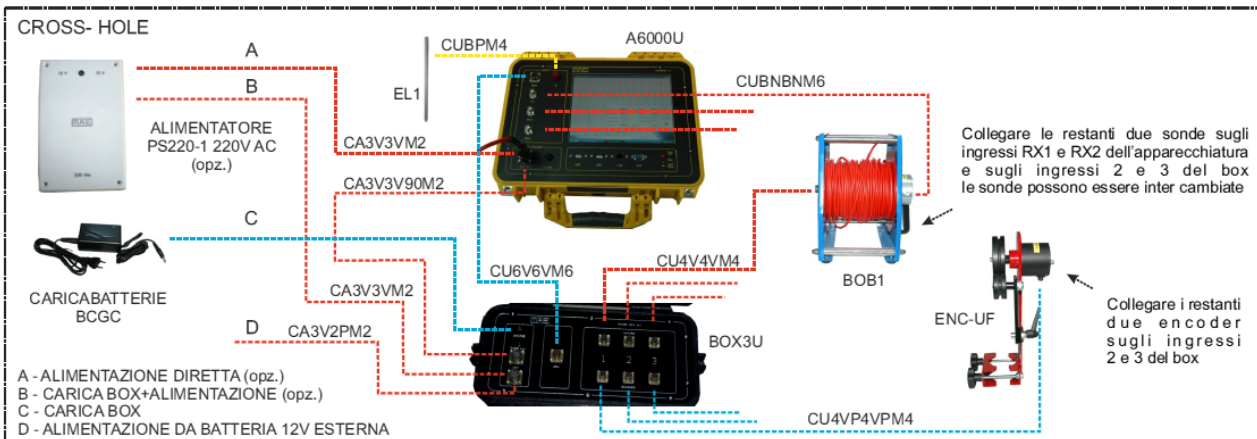 CROSS- HOLE
A
B
ALIMENTATORE
PS220-1 220V AC
(opz.)
EL1
CUBPM4
A6000U
CUBNBNM6
CA3V3VM2
CA3V3V90M2
Collegare le restanti due sonde sugli
ingressi RX1 e RX2 dell'apparecchiatura
e sugli ingressi 2 e 3 del box
le sonde possono essere inter cambiate
C
CARICABATTERIE
BCGC
CU6V6VM6
CU4V4VM4
BOB1
CA3V3VM2
D
CA3V2PM2
BOX3U
1
2
3
ENC-UF
Collegare i restanti
due encoder
sugli ingressi
2 e 3 del box
CU4VP4VPM4
A - ALIMENTAZIONE DIRETTA (opz.)
B - CARICA BOX+ALIMENTAZIONE (opz.)
C - CARICA BOX
D - ALIMENTAZIONE DA BATTERIA 12V ESTERNA